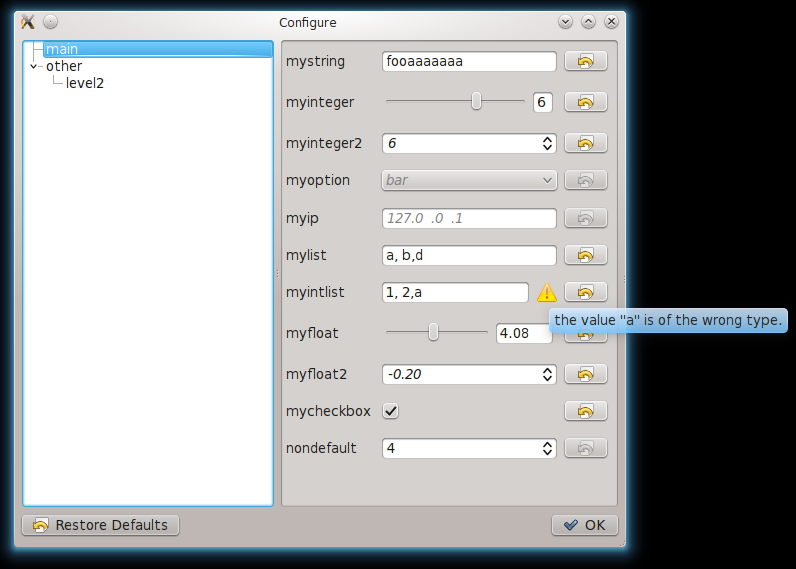 Configure
main
other
level2
mystring fooaaaaaaa
myinteger 6
myinteger2 6
myoption bar
myip 127.0 .0 .1
mylist a, b,d
myintlist 1, 2,a
the value "a" is of the wrong type.
myfloat 4.08
myfloat2 -0.20
mycheckbox
nondefault 4
Restore Defaults OK